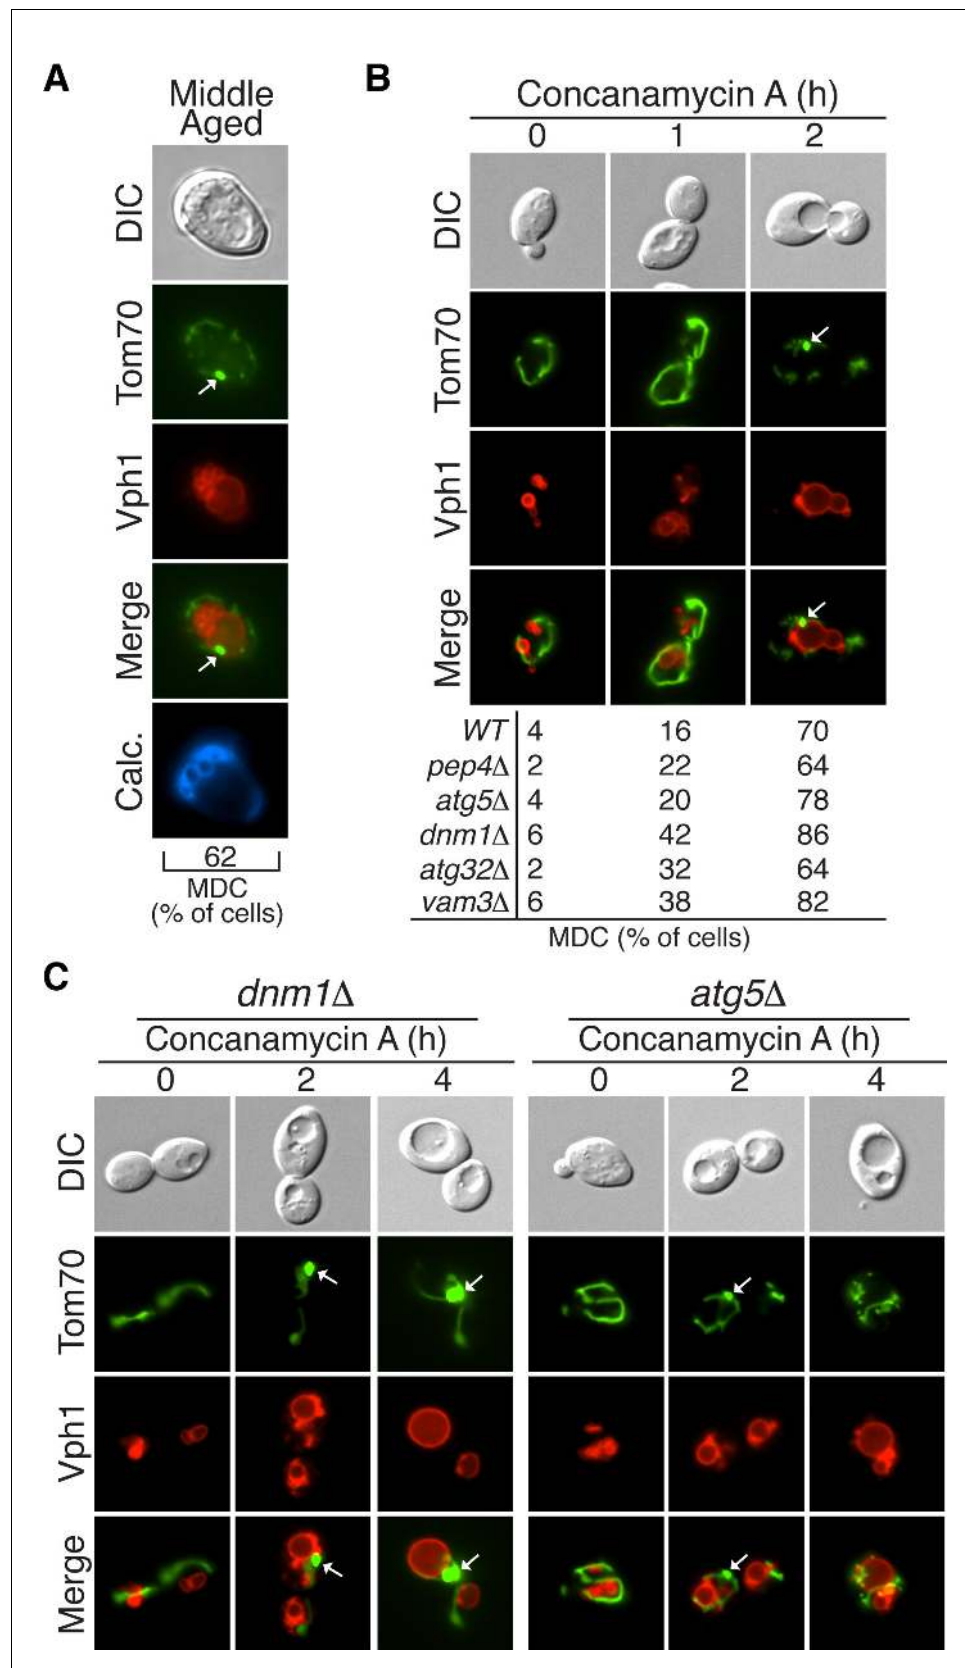 A
Middle
Aged
DIC
Tom70
Vph1
Merge
Calc.
62
MDC
(% of cells)
B
Concanamycin A (h)
0 1 2
DIC
Tom70
Vph1
Merge
WT 4 16 70
pep4Δ 2 22 64
atg5Δ 4 20 78
dnm1Δ 6 42 86
atg32Δ 2 32 64
vam3Δ 6 38 82
MDC (% of cells)
C
dnm1Δ atg5Δ
Concanamycin A (h) Concanamycin A (h)
0 2 4 0 2 4
DIC
Tom70
Vph1
Merge